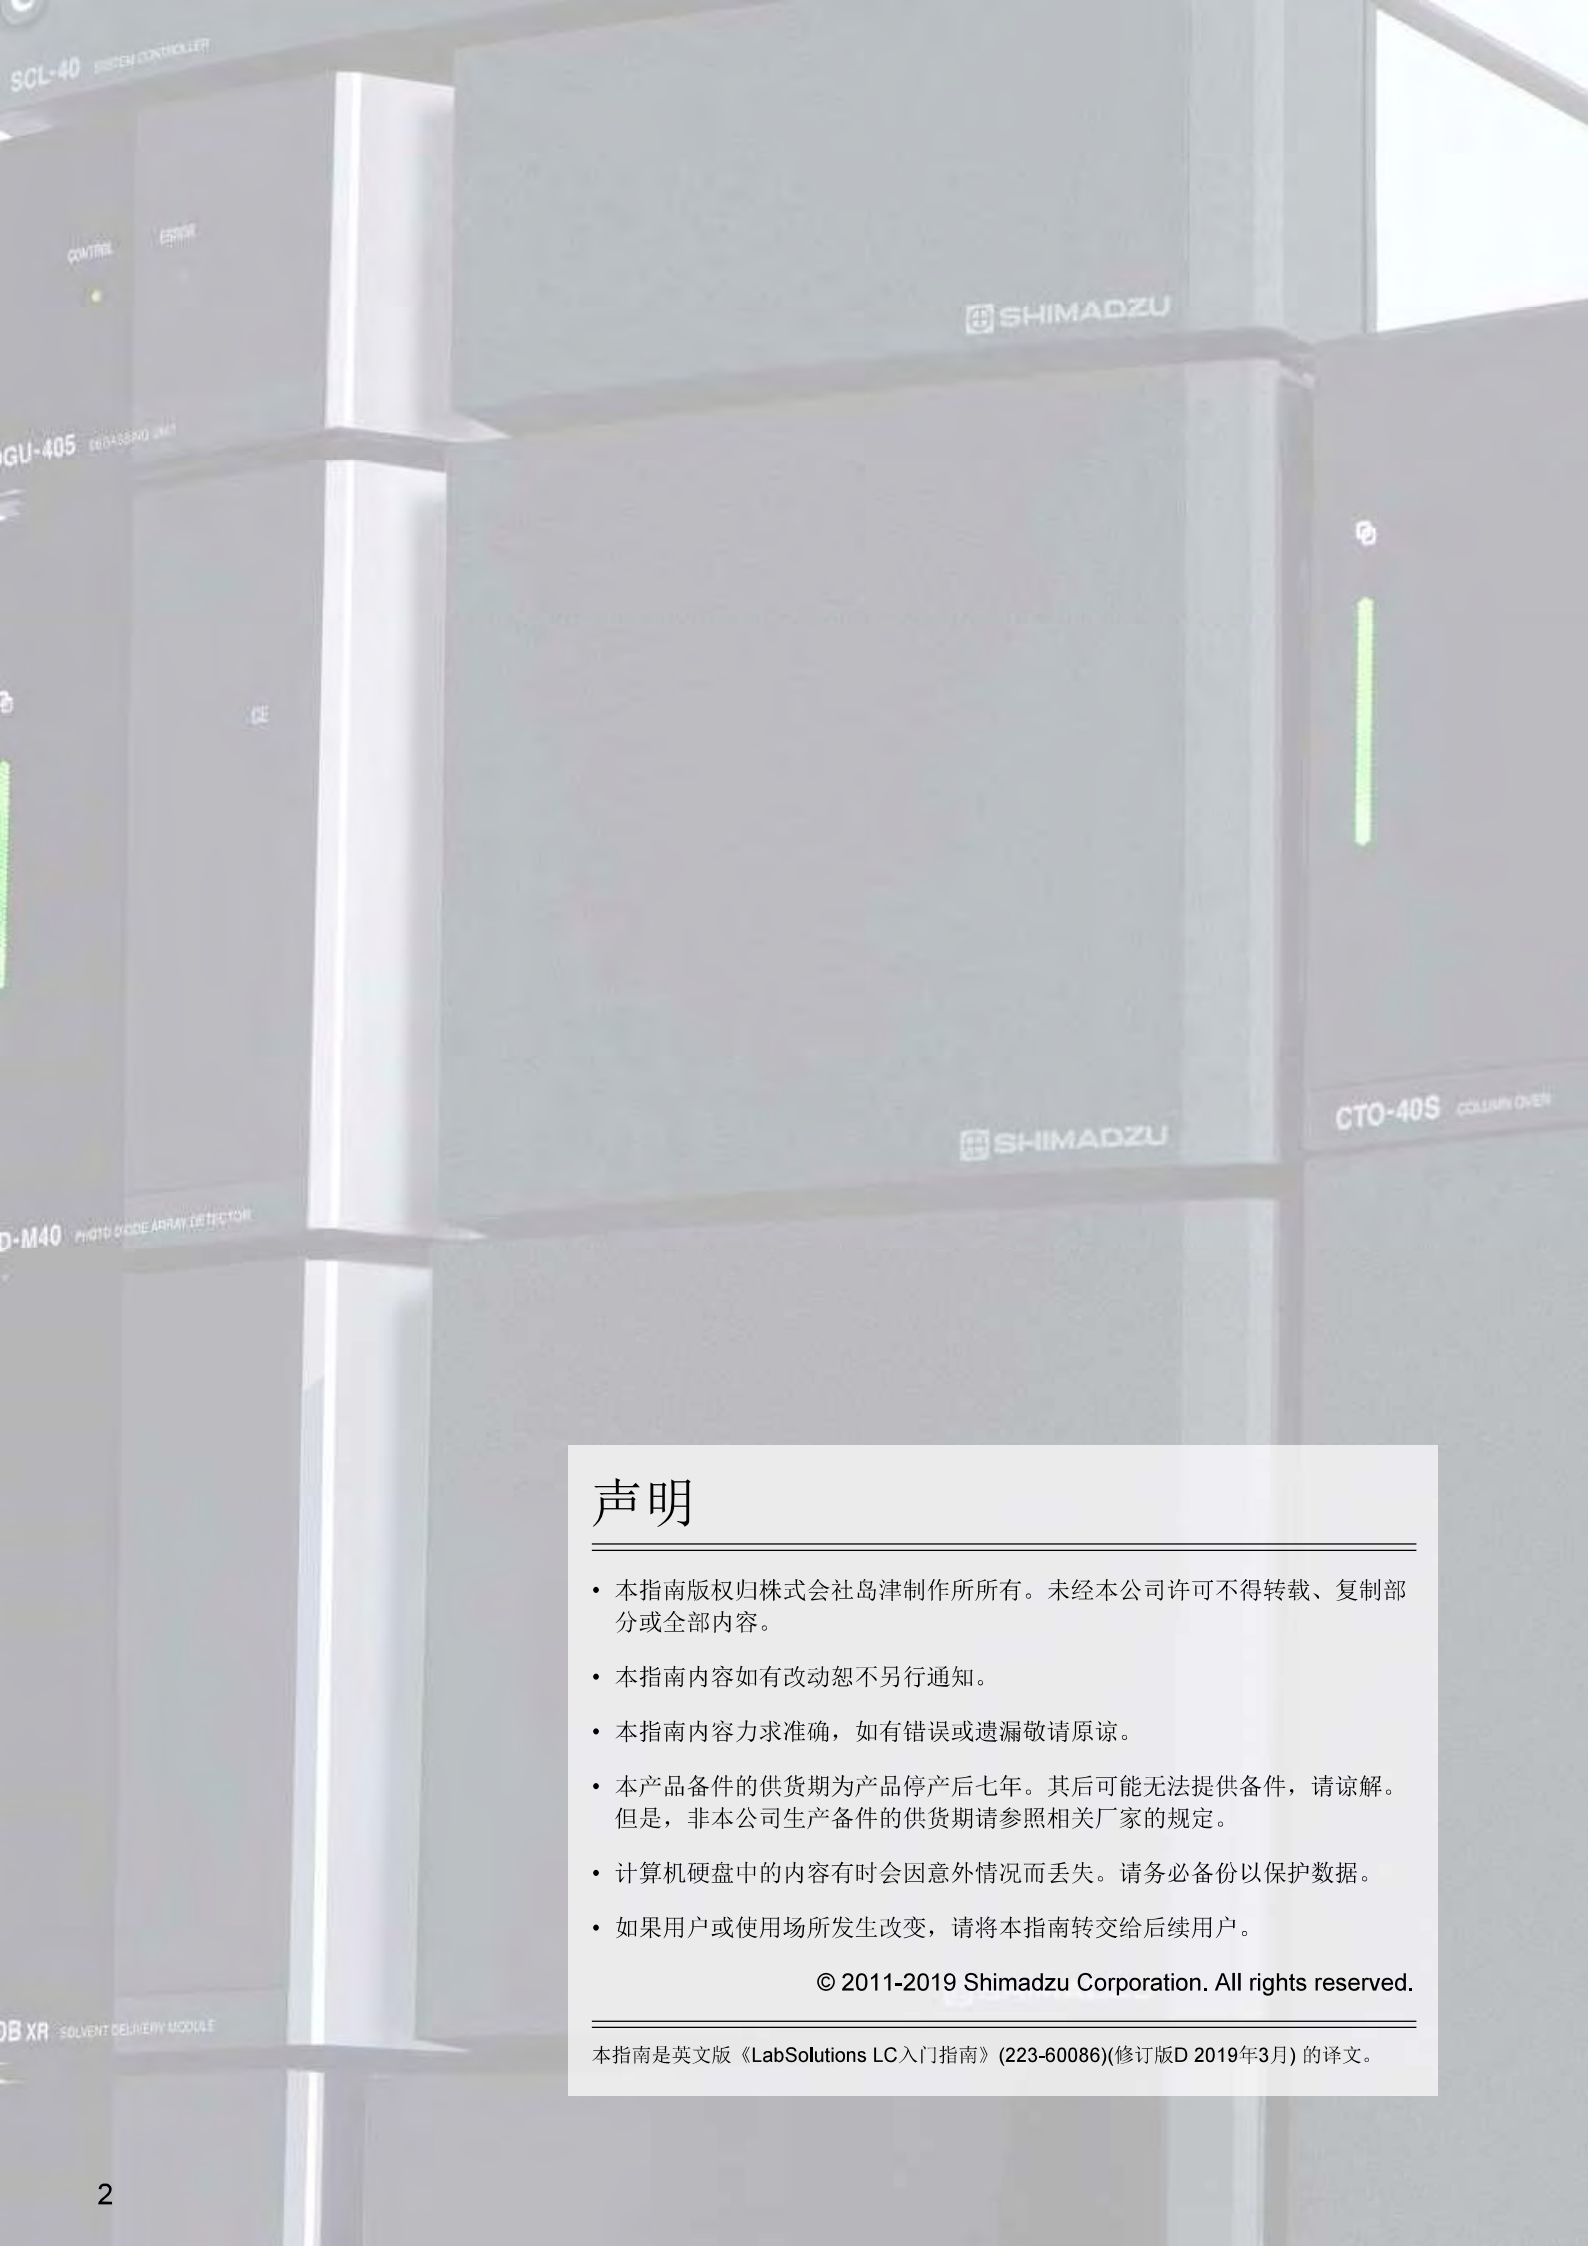 SCL-40 SYSTEM CONTROLLER
CONTROL
ERROR
SHIMADZU
GU-405 DEGASSING UNIT
CE
SHIMADZU
CTO-40S COLUMN OVEN
D-M40 PHOTO DIODE ARRAY DETECTOR
声明
• 本指南版权归株式会社岛津制作所所有。未经本公司许可不得转载、复制部
分或全部内容。
• 本指南内容如有改动恕不另行通知。
• 本指南内容力求准确，如有错误或遗漏敬请原谅。
• 本产品备件的供货期为产品停产后七年。其后可能无法提供备件，请谅解。
但是，非本公司生产备件的供货期请参照相关厂家的规定。
• 计算机硬盘中的内容有时会因意外情况而丢失。请务必备份以保护数据。
• 如果用户或使用场所发生改变，请将本指南转交给后续用户。
© 2011-2019 Shimadzu Corporation. All rights reserved.
0B XR SOLVENT DELIVERY MODULE
本指南是英文版《LabSolutions LC入门指南》(223-60086)(修订版D 2019年3月) 的译文。
2